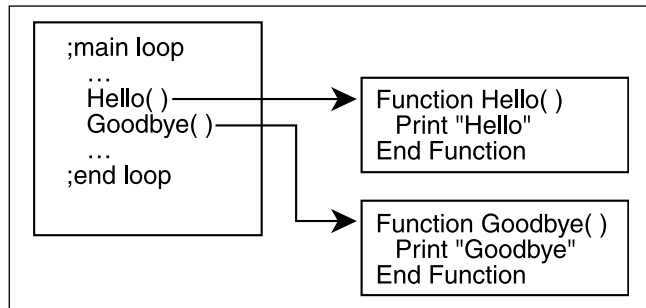 ;main loop
...
Hello( )
Goodbye( )
...
;end loop
Function Hello( )
Print "Hello"
End Function
Function Goodbye( )
Print "Goodbye"
End Function